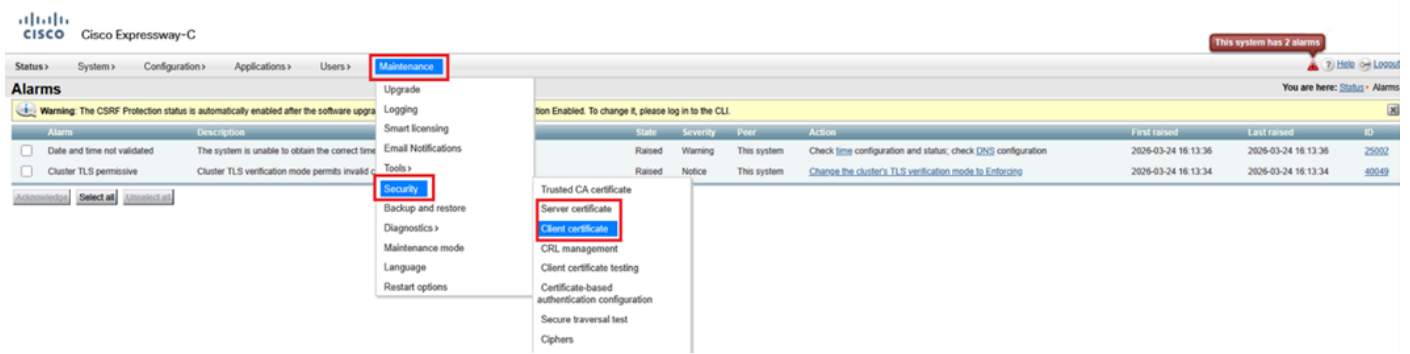 CISCO Cisco Expressway-C
This system has 2 alarms
Status > System > Configuration > Applications > Users > Maintenance
Help Logout
Alarms
You are here: Status Alarms
Warning: The CSRF Protection status is automatically enabled after the software upgra
tion Enabled. To change it, please log in to the CLI.
Alarm Description State Severity Peer Action First raised Last raised ID
Date and time not validated The system is unable to obtain the correct time Raised Warning This system Check time configuration and status; check DNS configuration 2026-03-24 16:13:36 2026-03-24 16:13:36 25002
Cluster TLS permissive Cluster TLS verification mode permits invalid c Raised Notice This system Change the cluster's TLS verification mode to Enforcing 2026-03-24 16:13:34 2026-03-24 16:13:34 40049
Acknowledge Select all Unselect all
Upgrade
Logging
Smart licensing
Email Notifications
Tools >
Security
Backup and restore
Diagnostics >
Maintenance mode
Language
Restart options
Trusted CA certificate
Server certificate
Client certificate
CRL management
Client certificate testing
Certificate-based
authentication configuration
Secure traversal test
Ciphers